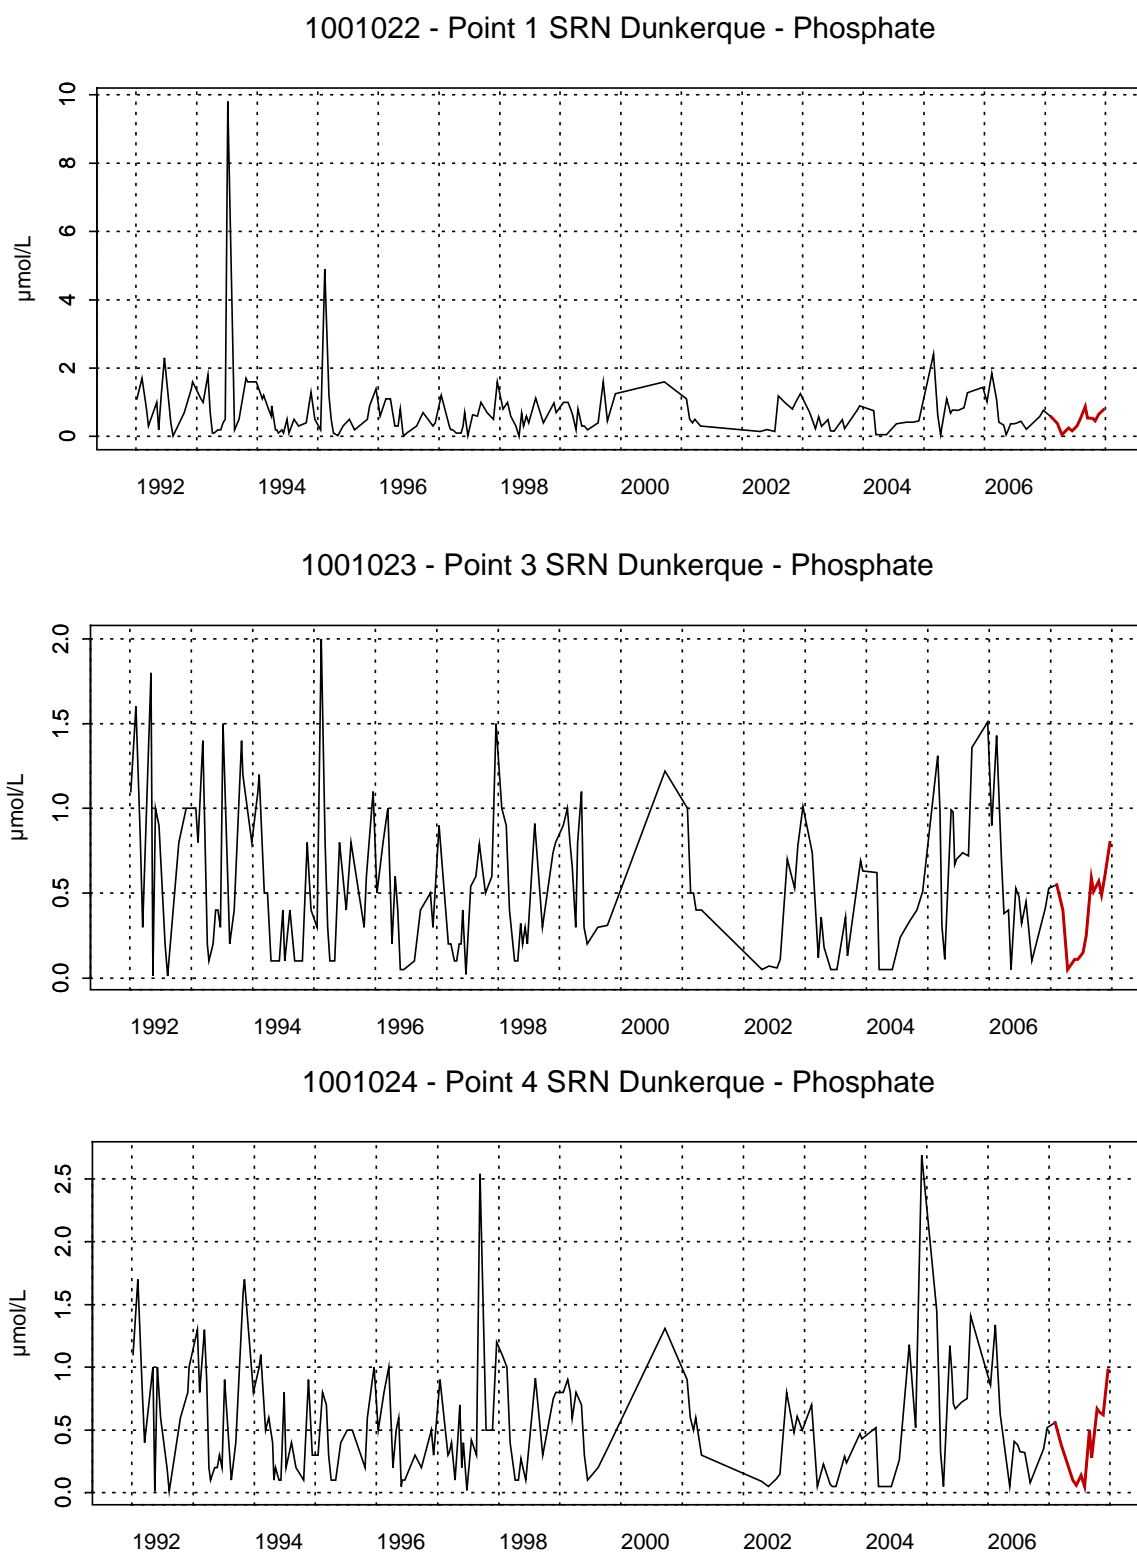 1001022 - Point 1 SRN Dunkerque - Phosphate
10
8
6
4
2
0
µmol/L
1992 1994 1996 1998 2000 2002 2004 2006
1001023 - Point 3 SRN Dunkerque - Phosphate
2.0
1.5
1.0
0.5
0.0
µmol/L
1992 1994 1996 1998 2000 2002 2004 2006
1001024 - Point 4 SRN Dunkerque - Phosphate
2.5
2.0
1.5
1.0
0.5
0.0
µmol/L
1992 1994 1996 1998 2000 2002 2004 2006